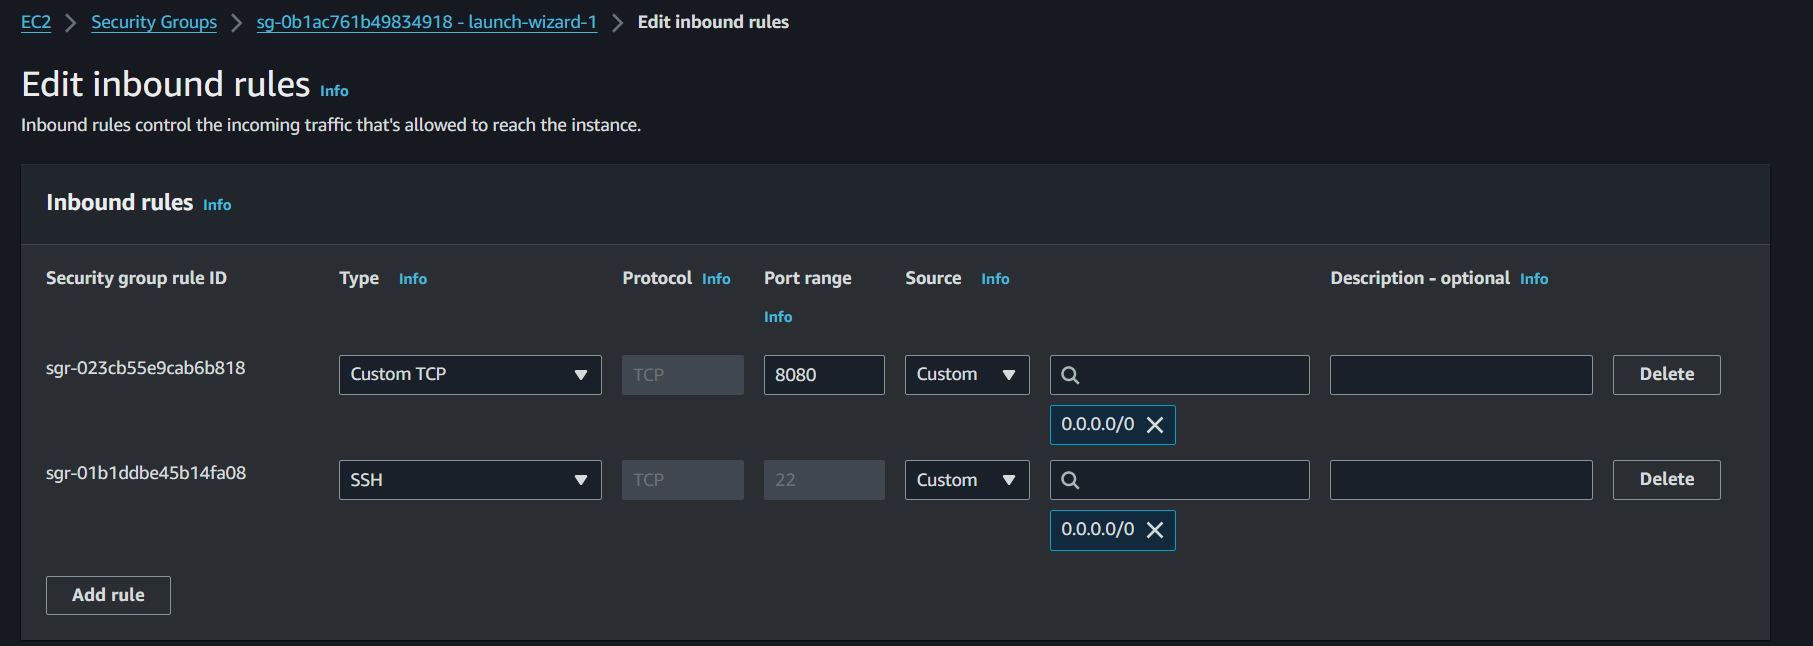 EC2 > Security Groups > sg-0b1ac761b49834918 - launch-wizard-1 > Edit inbound rules
Edit inbound rules Info
Inbound rules control the incoming traffic that's allowed to reach the instance.
Inbound rules Info
Security group rule ID Type Info Protocol Info Port range Info Source Info Description - optional Info
sgr-023cb55e9cab6b818 Custom TCP TCP 8080 Custom Delete
0.0.0.0/0
sgr-01b1ddbe45b14fa08 SSH TCP 22 Custom Delete
0.0.0.0/0
Add rule